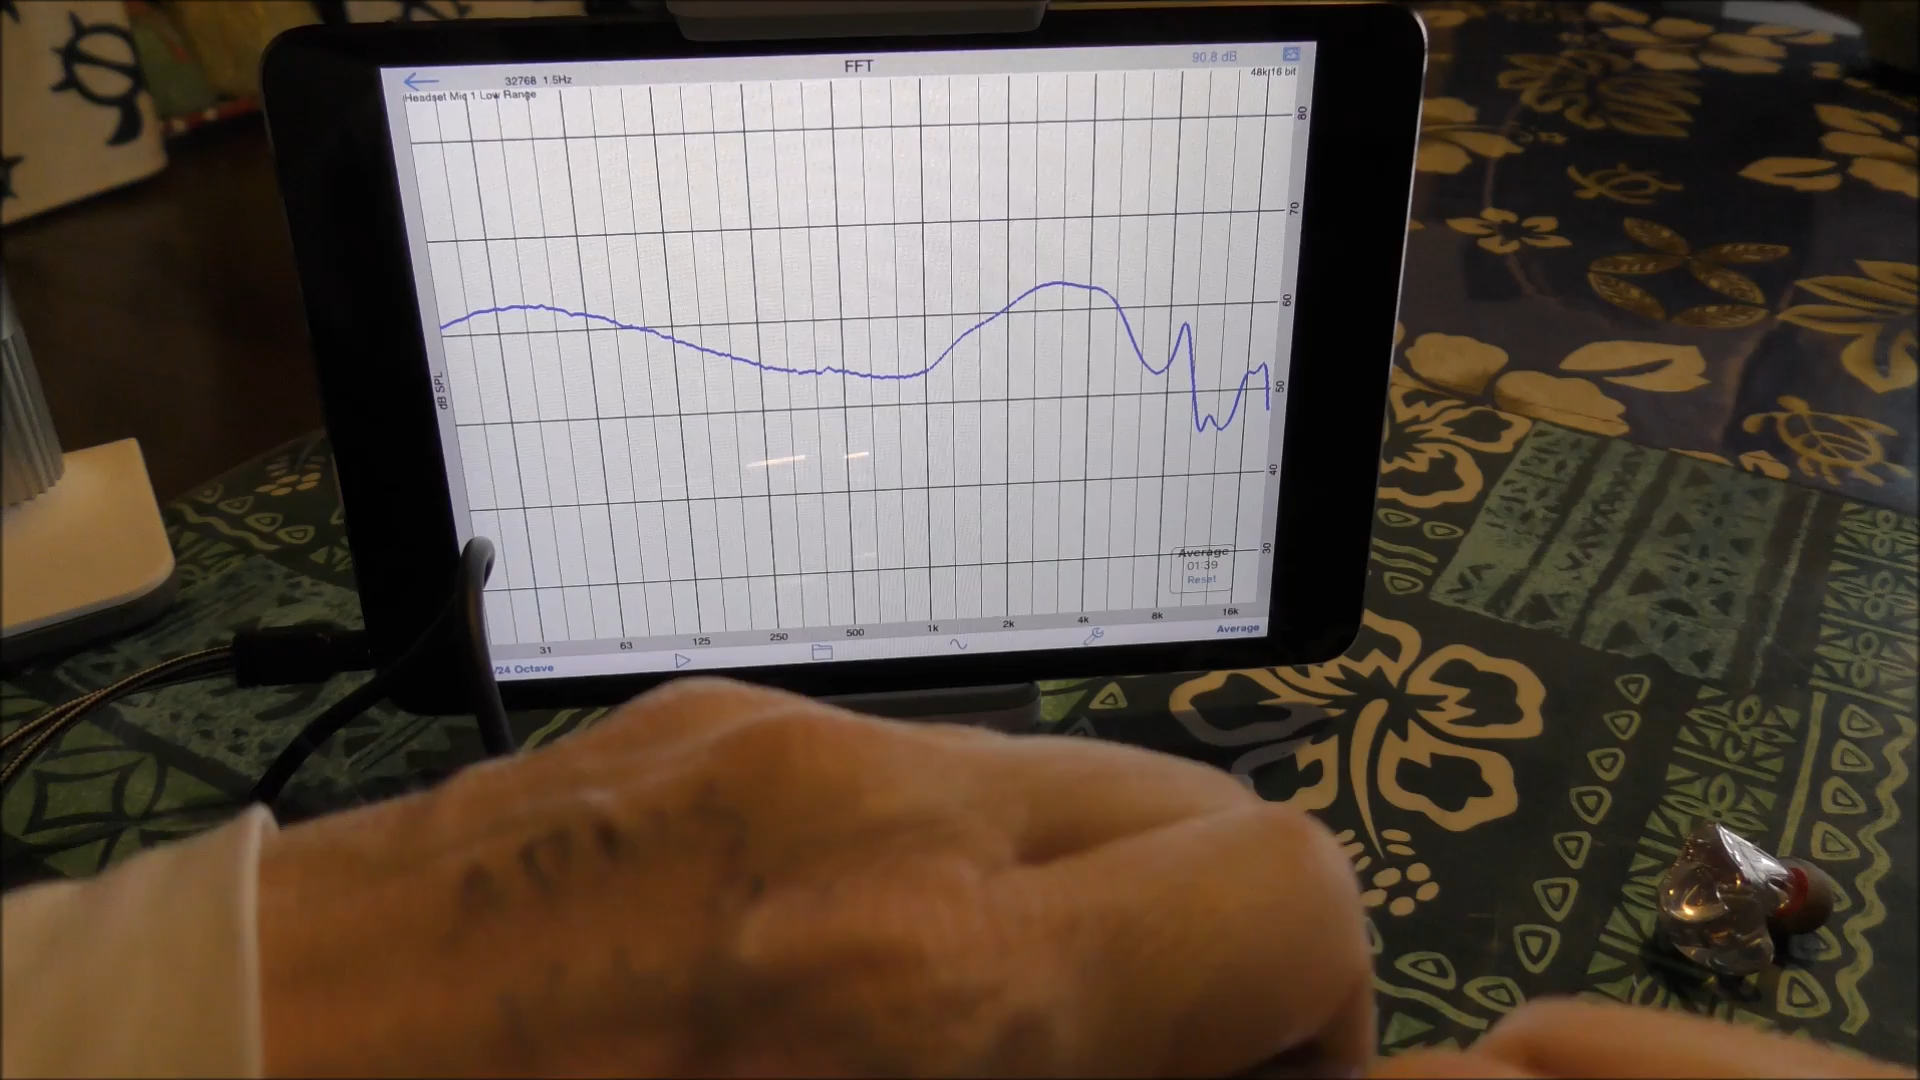 FFT
90.8 dB
32768 1.5Hz
48k|16 bit
Headset Mic 1 Low Range
80
70
60
50
40
30
dB SPL
Average
01:39
Reset
31 63 125 250 500 1k 2k 4k 8k 16k
/24 Octave
Average